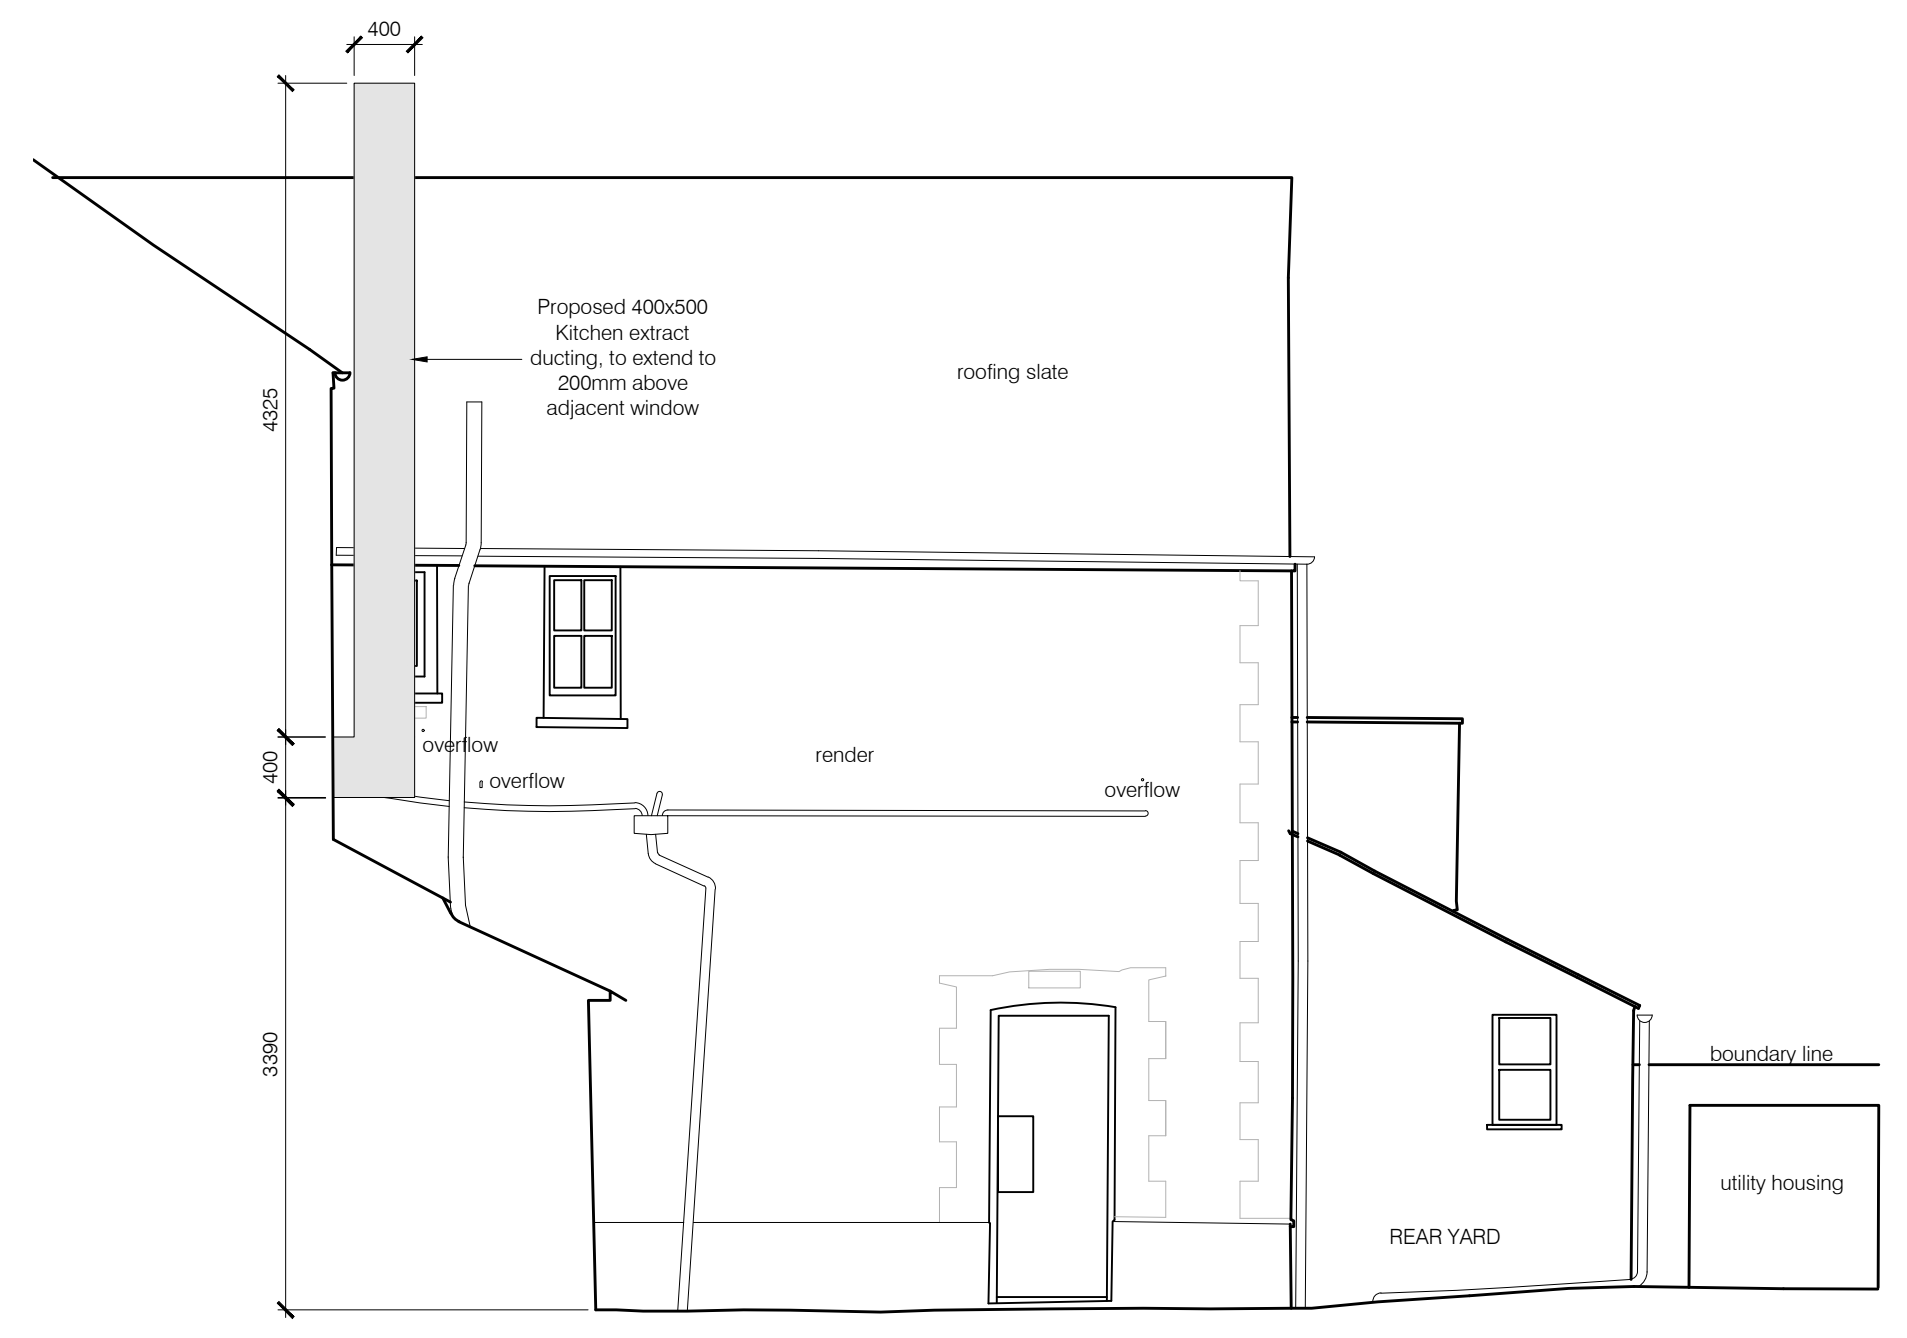 400
Proposed 400x500
Kitchen extract
ducting, to extend to
200mm above
adjacent window
roofing slate
4325
overflow
400
overflow
render
overflow
3390
boundary line
utility housing
REAR YARD